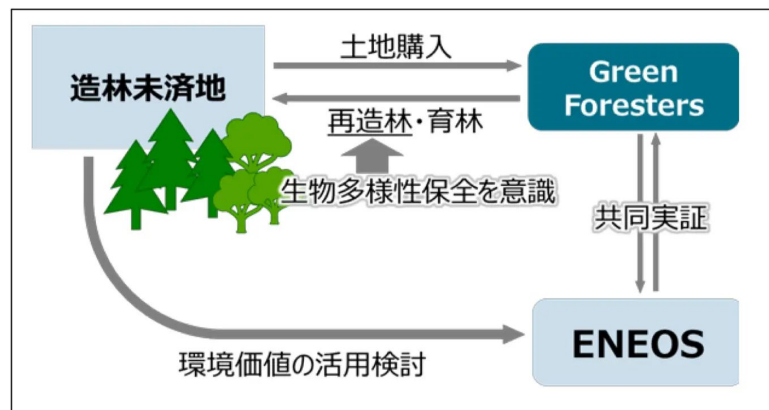 造林未済地
土地購入
Green
Foresters
再造林・育林
生物多様性保全を意識
共同実証
ENEOS
環境価値の活用検討